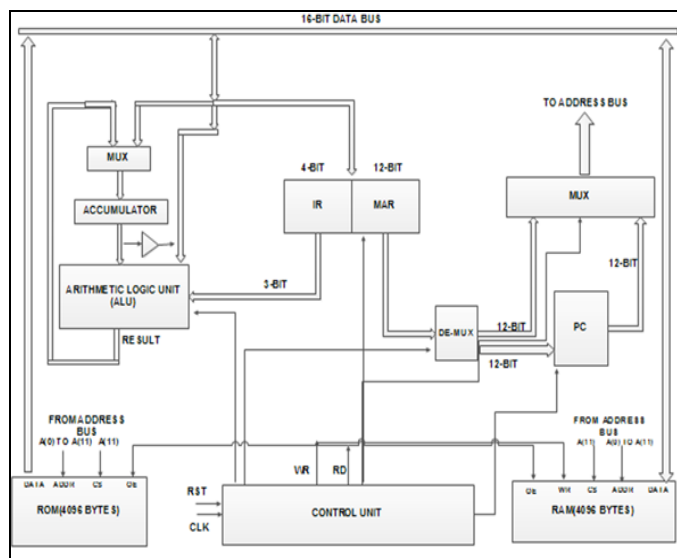 16-BIT DATA BUS
TO ADDRESS BUS
4-BIT 12-BIT
MUX
IR MAR
MUX
ACCUMULATOR
12-BIT
ARITHMETIC LOGIC UNIT
(ALU)
3-BIT
DE-MUX
12-BIT
PC
RESULT
12-BIT
FROM ADDRESS
BUS
A(0) TO A(11) A(11)
FROM ADDRESS
BUS
A(11) A(0) TO A(11)
WR RD
DATA ADDR CS OE
OE WR CS ADDR DATA
RST
CLK
CONTROL UNIT
ROM(4096 BYTES)
RAM(4096 BYTES)